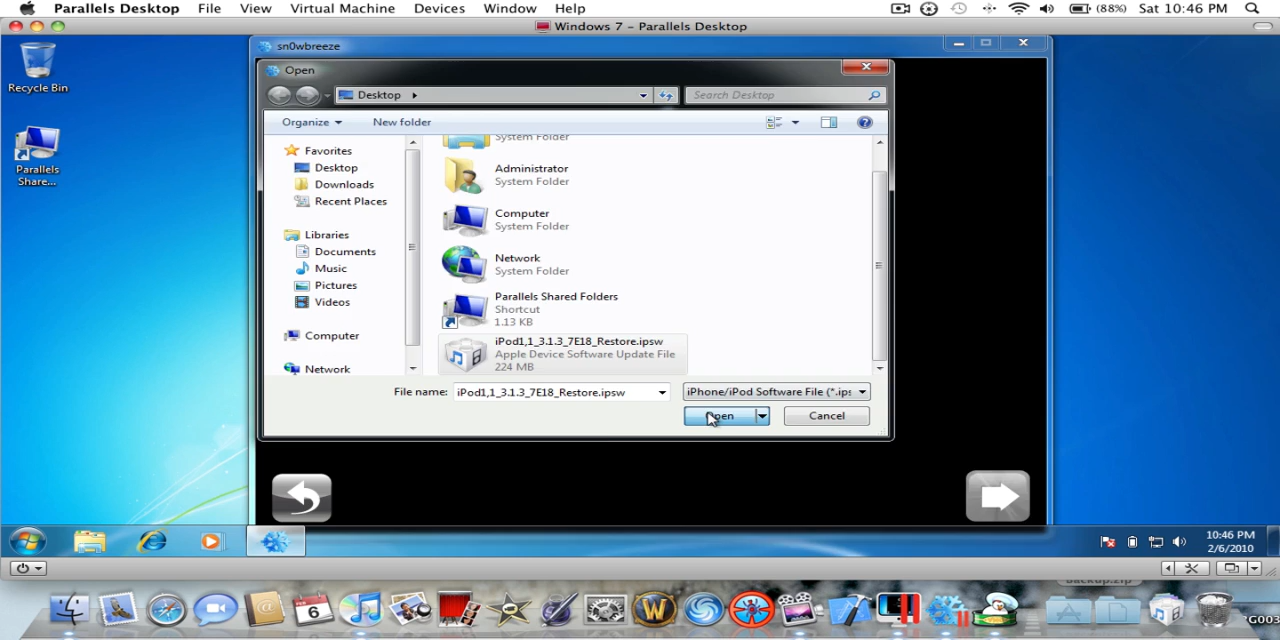 Parallels Desktop File View Virtual Machine Devices Window Help (88%) Sat 10:46 PM
Windows 7 - Parallels Desktop
Recycle Bin
Parallels
Share...
sn0wbreeze
Open
Desktop
Search Desktop
Organize New folder
Favorites
Desktop
Downloads
Recent Places
Libraries
Documents
Music
Pictures
Videos
Computer
Network
System Folder
Administrator
System Folder
Computer
System Folder
Network
System Folder
Parallels Shared Folders
Shortcut
1.13 KB
iPod1,1_3.1.3_7E18_Restore.ipsw
Apple Device Software Update File
224 MB
File name: iPod1,1_3.1.3_7E18_Restore.ipsw iPhone/iPod Software File (*.ips
Open Cancel
10:46 PM
2/6/2010
backup.zip
FEB
6